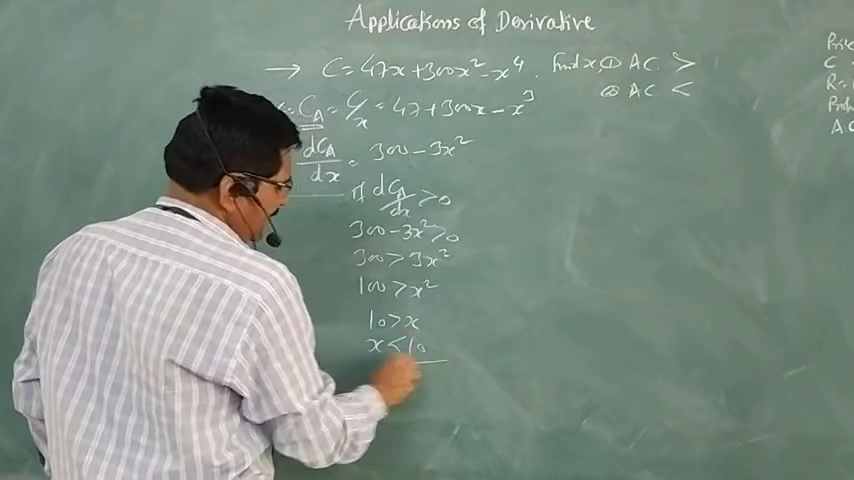 Applications of Derivative
→ C = 47x + 300x² - x⁴. Find x, ① AC. >
② AC. <
= C_A = C/x = 47 + 300x - x³
dC_A/dx = 300 - 3x²
if dC_A/dx > 0
300 - 3x² > 0
300 > 3x²
100 > x²
10 > x
x < 10
C
R =
AC